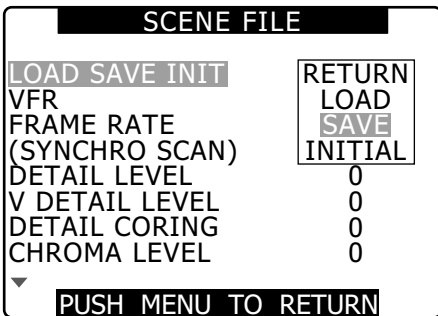 SCENE FILE
LOAD SAVE INIT RETURN
VFR LOAD
FRAME RATE SAVE
(SYNCHRO SCAN) INITIAL
DETAIL LEVEL 0
V DETAIL LEVEL 0
DETAIL CORING 0
CHROMA LEVEL 0
PUSH MENU TO RETURN